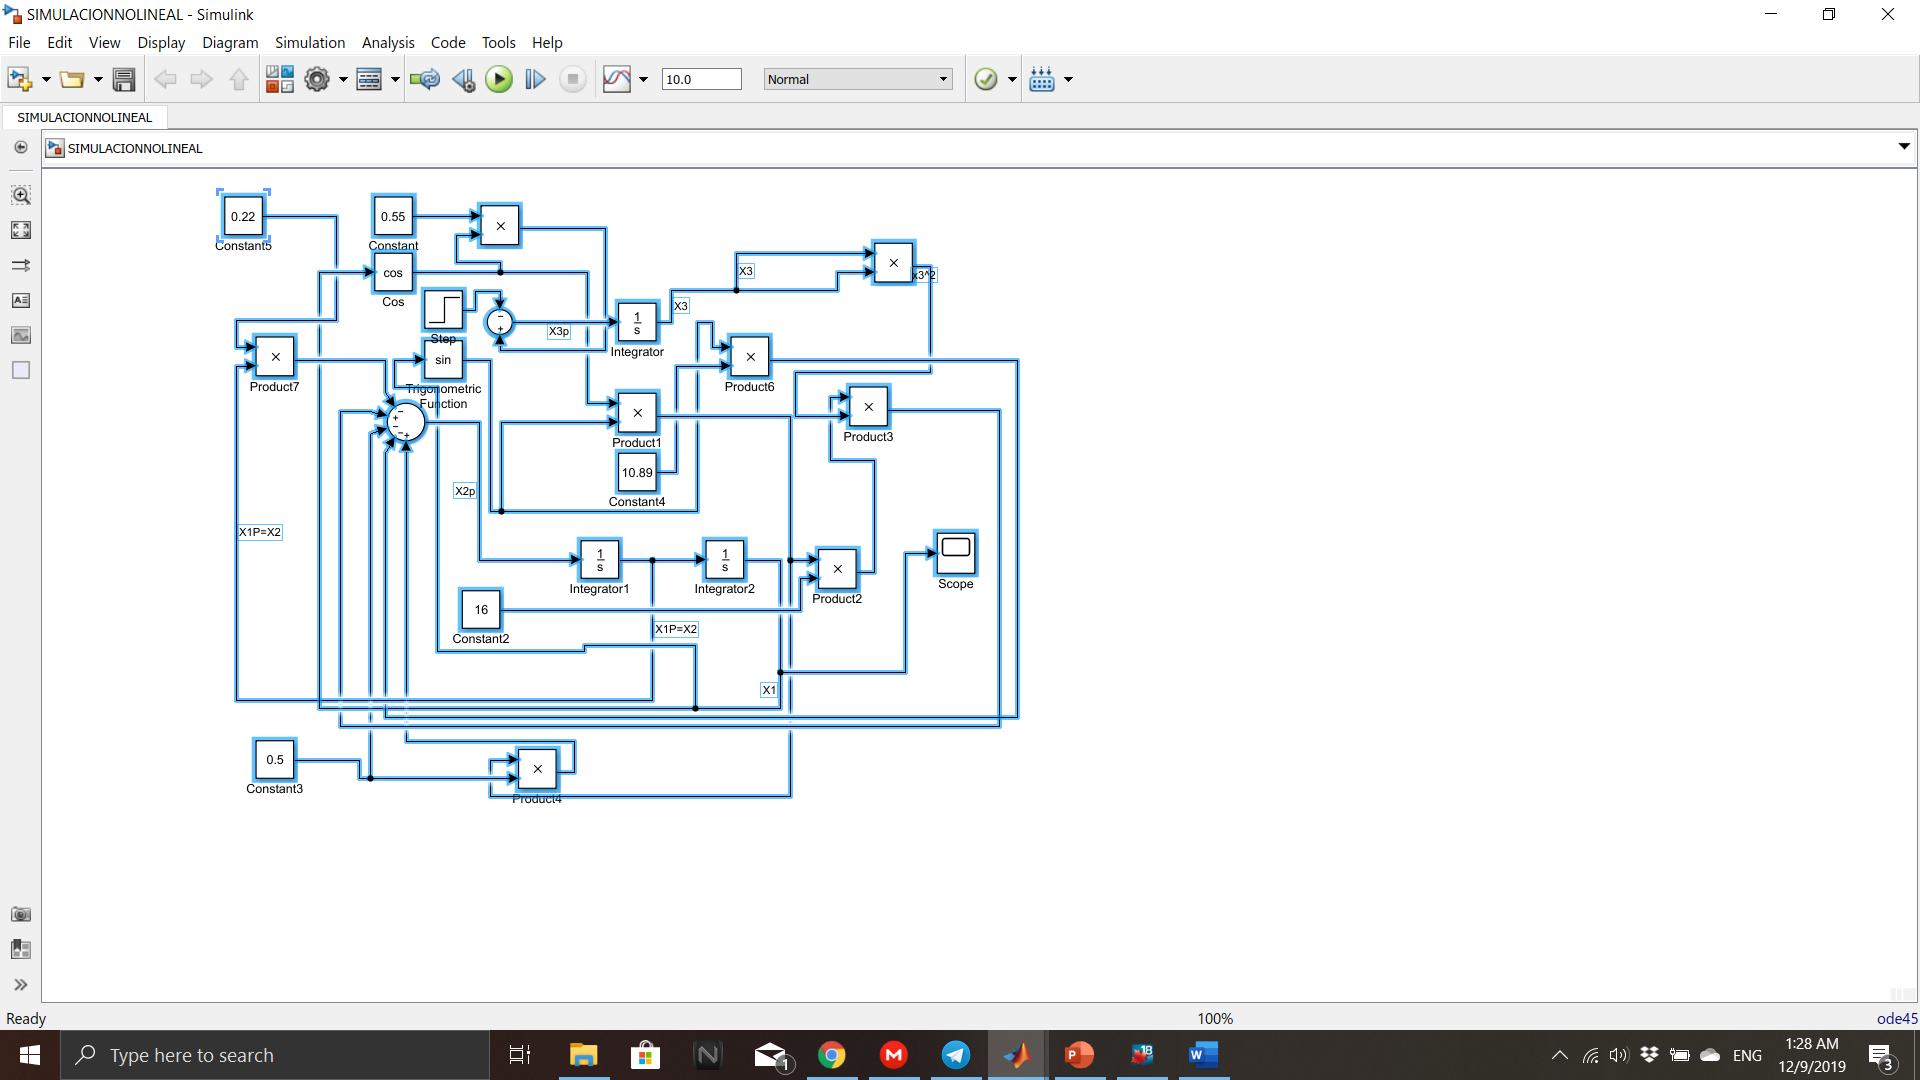 SIMULACIONNOLINEAL - Simulink
File Edit View Display Diagram Simulation Analysis Code Tools Help
10.0 Normal
SIMULACIONNOLINEAL
SIMULACIONNOLINEAL
0.22
Constant5
0.55
Constant
×
cos
Cos
×
X3
x3^2
Step
X3p
1
s
Integrator
X3
×
Product7
sin
Trigonometric
Function
×
Product6
×
Product1
×
Product3
10.89
Constant4
X2p
X1P=X2
1
s
Integrator1
1
s
Integrator2
×
Product2
Scope
16
Constant2
X1P=X2
X1
0.5
Constant3
×
Product4
Ready
100%
ode45
Type here to search
ENG
1:28 AM
12/9/2019